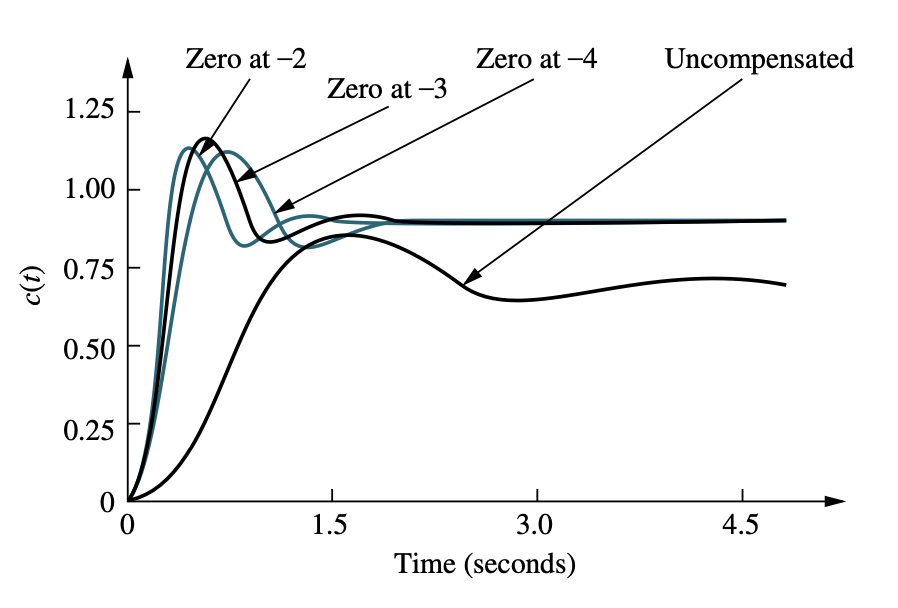 Zero at −2
Zero at −4
Uncompensated
Zero at −3
1.25
1.00
0.75
0.50
0.25
0
c(t)
0
1.5
3.0
4.5
Time (seconds)